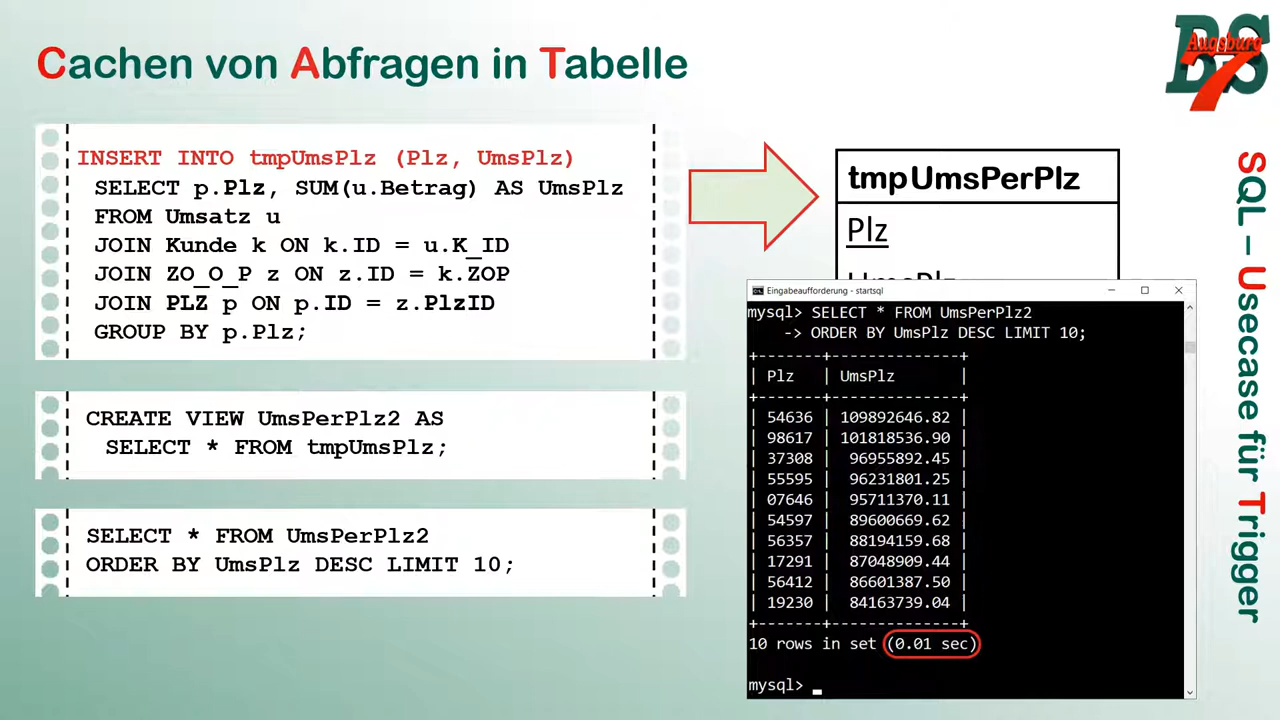 Cachen von Abfragen in Tabelle
BS
Augsburg
7
INSERT INTO tmpUmsPlz (Plz, UmsPlz)
SELECT p.Plz, SUM(u.Betrag) AS UmsPlz
FROM Umsatz u
JOIN Kunde k ON k.ID = u.K_ID
JOIN ZO_O_P z ON z.ID = k.ZOP
JOIN PLZ p ON p.ID = z.PlzID
GROUP BY p.Plz;
CREATE VIEW UmsPerPlz2 AS
SELECT * FROM tmpUmsPlz;
SELECT * FROM UmsPerPlz2
ORDER BY UmsPlz DESC LIMIT 10;
tmpUmsPerPlz
Plz
UmsPlz
Eingabeaufforderung - startsql
mysql> SELECT * FROM UmsPerPlz2
-> ORDER BY UmsPlz DESC LIMIT 10;
+-------+--------------+
| Plz | UmsPlz |
+-------+--------------+
| 54636 | 109892646.82 |
| 98617 | 101818536.90 |
| 37308 | 96955892.45 |
| 55595 | 96231801.25 |
| 07646 | 95711370.11 |
| 54597 | 89600669.62 |
| 56357 | 88194159.68 |
| 17291 | 87048909.44 |
| 56412 | 86601387.50 |
| 19230 | 84163739.04 |
+-------+--------------+
10 rows in set (0.01 sec)
mysql> _
SQL – Usecase für Trigger